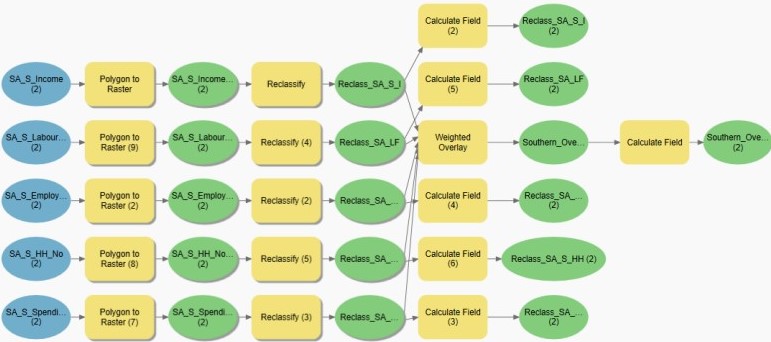 Calculate Field
(2)
Reclass_SA_S_I
(2)
SA_S_Income
(2)
Polygon to
Raster
SA_S_Income...
(2)
Reclassify
Reclass_SA_S_I
Calculate Field
(5)
Reclass_SA_LF
(2)
SA_S_Labour...
(2)
Polygon to
Raster (9)
SA_S_Labour...
(2)
Reclassify (4)
Reclass_SA_LF
Weighted
Overlay
Southern_Ove...
Calculate Field
Southern_Ove...
(2)
SA_S_Employ...
(2)
Polygon to
Raster (2)
SA_S_Employ...
(2)
Reclassify (2)
Reclass_SA_...
Calculate Field
(4)
Reclass_SA_...
(2)
SA_S_HH_No
(2)
Polygon to
Raster (8)
SA_S_HH_No...
(2)
Reclassify (5)
Reclass_SA_...
Calculate Field
(6)
Reclass_SA_S_HH (2)
SA_S_Spendi...
(2)
Polygon to
Raster (7)
SA_S_Spendi...
(2)
Reclassify (3)
Reclass_SA_...
Calculate Field
(3)
Reclass_SA_...
(2)